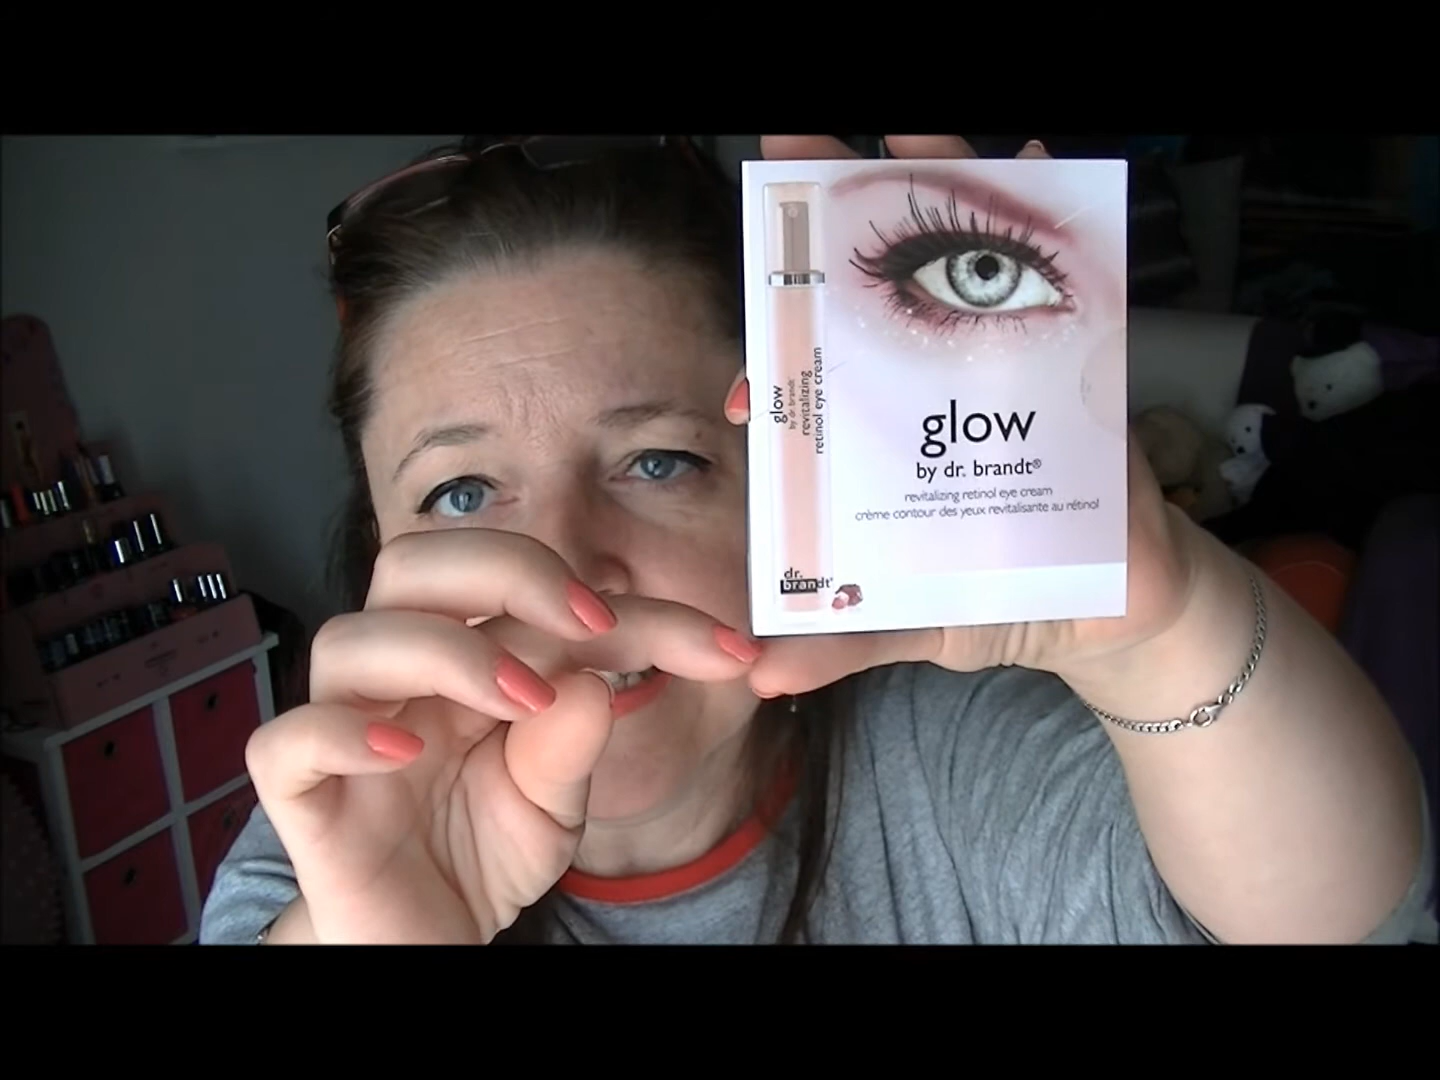 glow
by dr. brandt®
revitalizing
retinol eye cream
dr.
brandt®
glow
by dr. brandt®
revitalizing retinol eye cream
crème contour des yeux revitalisante au rétinol